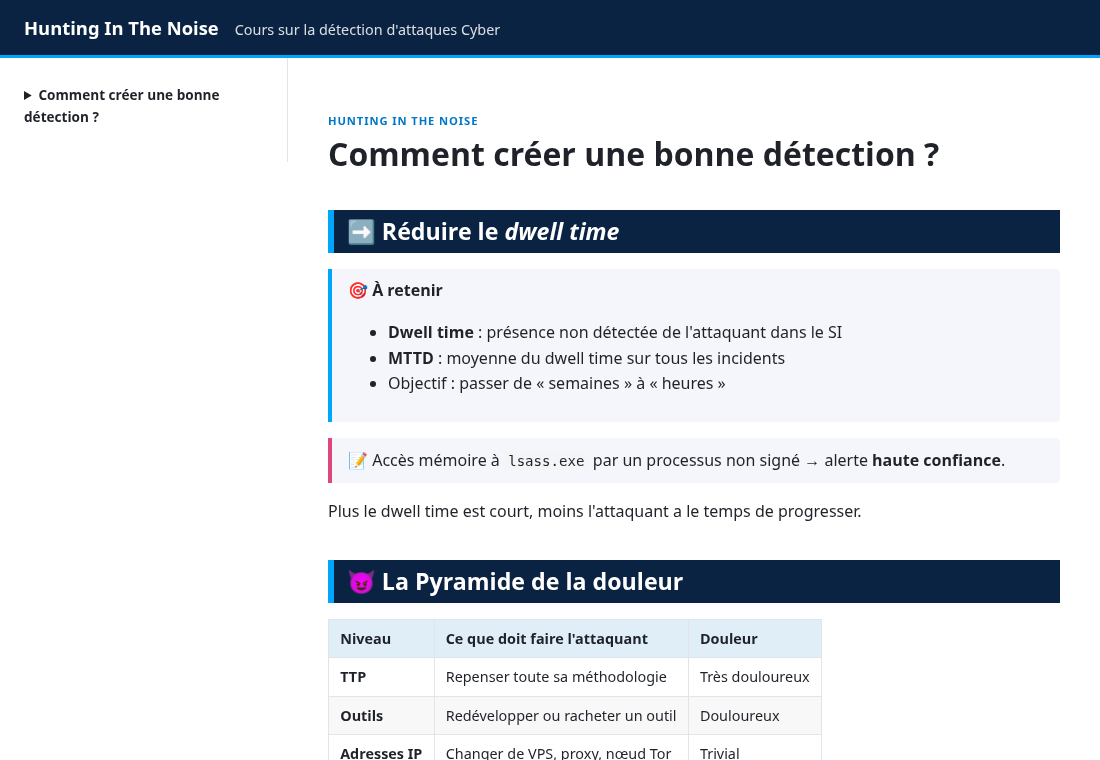 Hunting In The Noise Cours sur la détection d'attaques Cyber
▶ Comment créer une bonne
détection ?
HUNTING IN THE NOISE
Comment créer une bonne détection ?
➡️ Réduire le dwell time
🎯 À retenir
• Dwell time : présence non détectée de l'attaquant dans le SI
• MTTD : moyenne du dwell time sur tous les incidents
• Objectif : passer de « semaines » à « heures »
📝 Accès mémoire à lsass.exe par un processus non signé → alerte haute confiance.
Plus le dwell time est court, moins l'attaquant a le temps de progresser.
😈 La Pyramide de la douleur
Niveau Ce que doit faire l'attaquant Douleur
TTP Repenser toute sa méthodologie Très douloureux
Outils Redévelopper ou racheter un outil Douloureux
Adresses IP Changer de VPS, proxy, nœud Tor Trivial